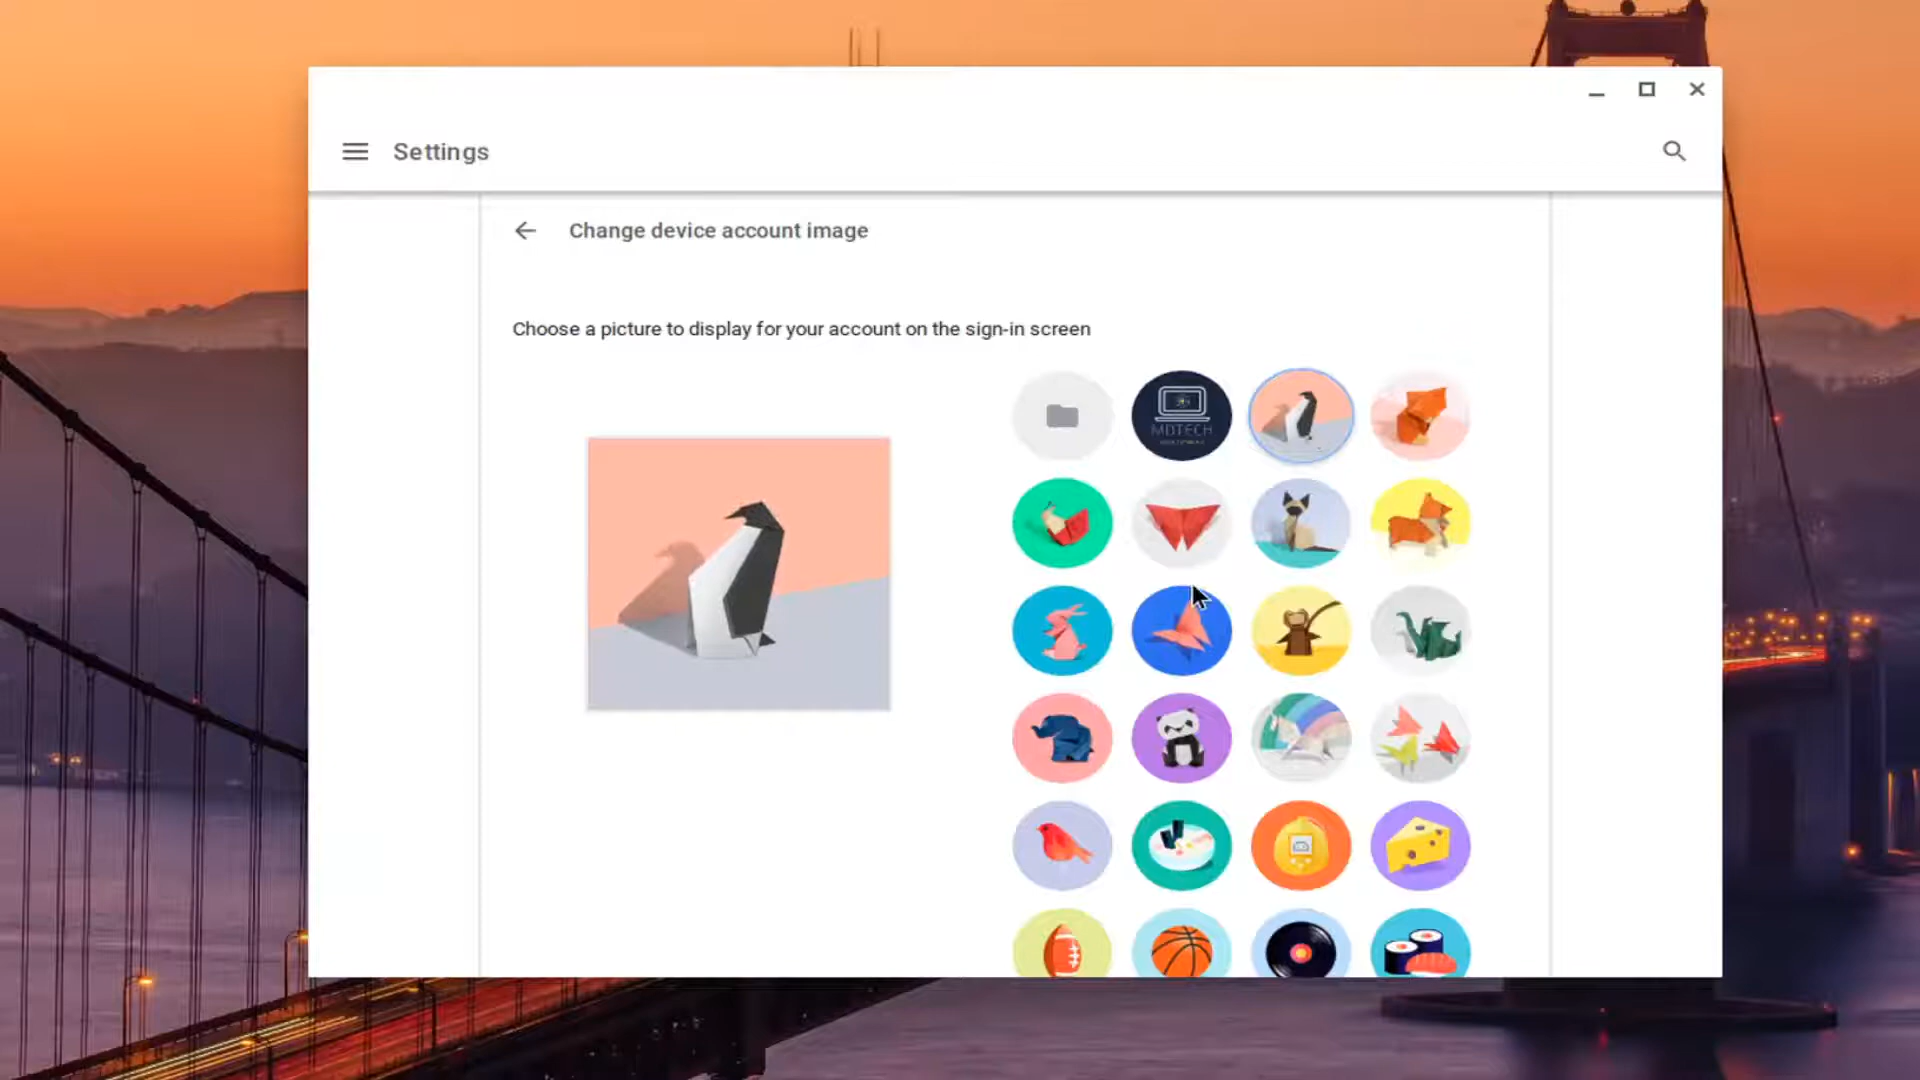 Settings
Change device account image
Choose a picture to display for your account on the sign-in screen
MDTECH